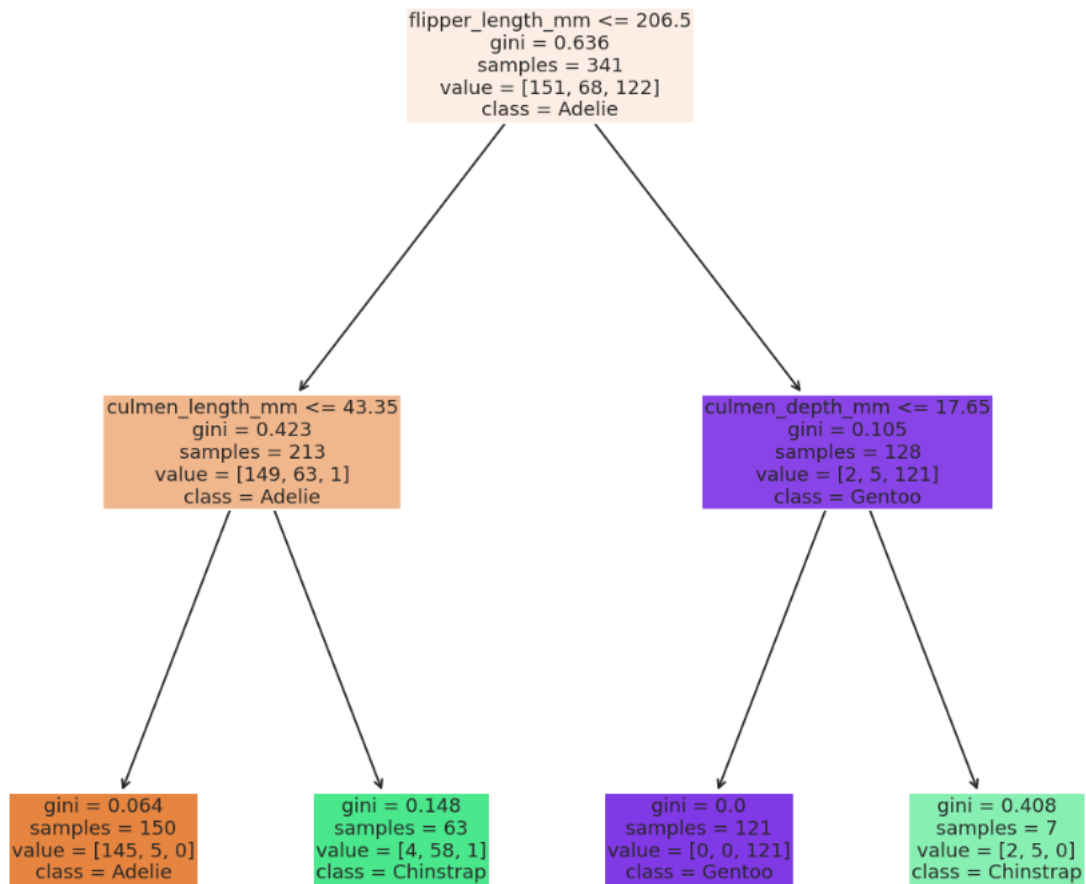 flipper_length_mm <= 206.5
gini = 0.636
samples = 341
value = [151, 68, 122]
class = Adelie
culmen_length_mm <= 43.35
gini = 0.423
samples = 213
value = [149, 63, 1]
class = Adelie
culmen_depth_mm <= 17.65
gini = 0.105
samples = 128
value = [2, 5, 121]
class = Gentoo
gini = 0.064
samples = 150
value = [145, 5, 0]
class = Adelie
gini = 0.148
samples = 63
value = [4, 58, 1]
class = Chinstrap
gini = 0.0
samples = 121
value = [0, 0, 121]
class = Gentoo
gini = 0.408
samples = 7
value = [2, 5, 0]
class = Chinstrap